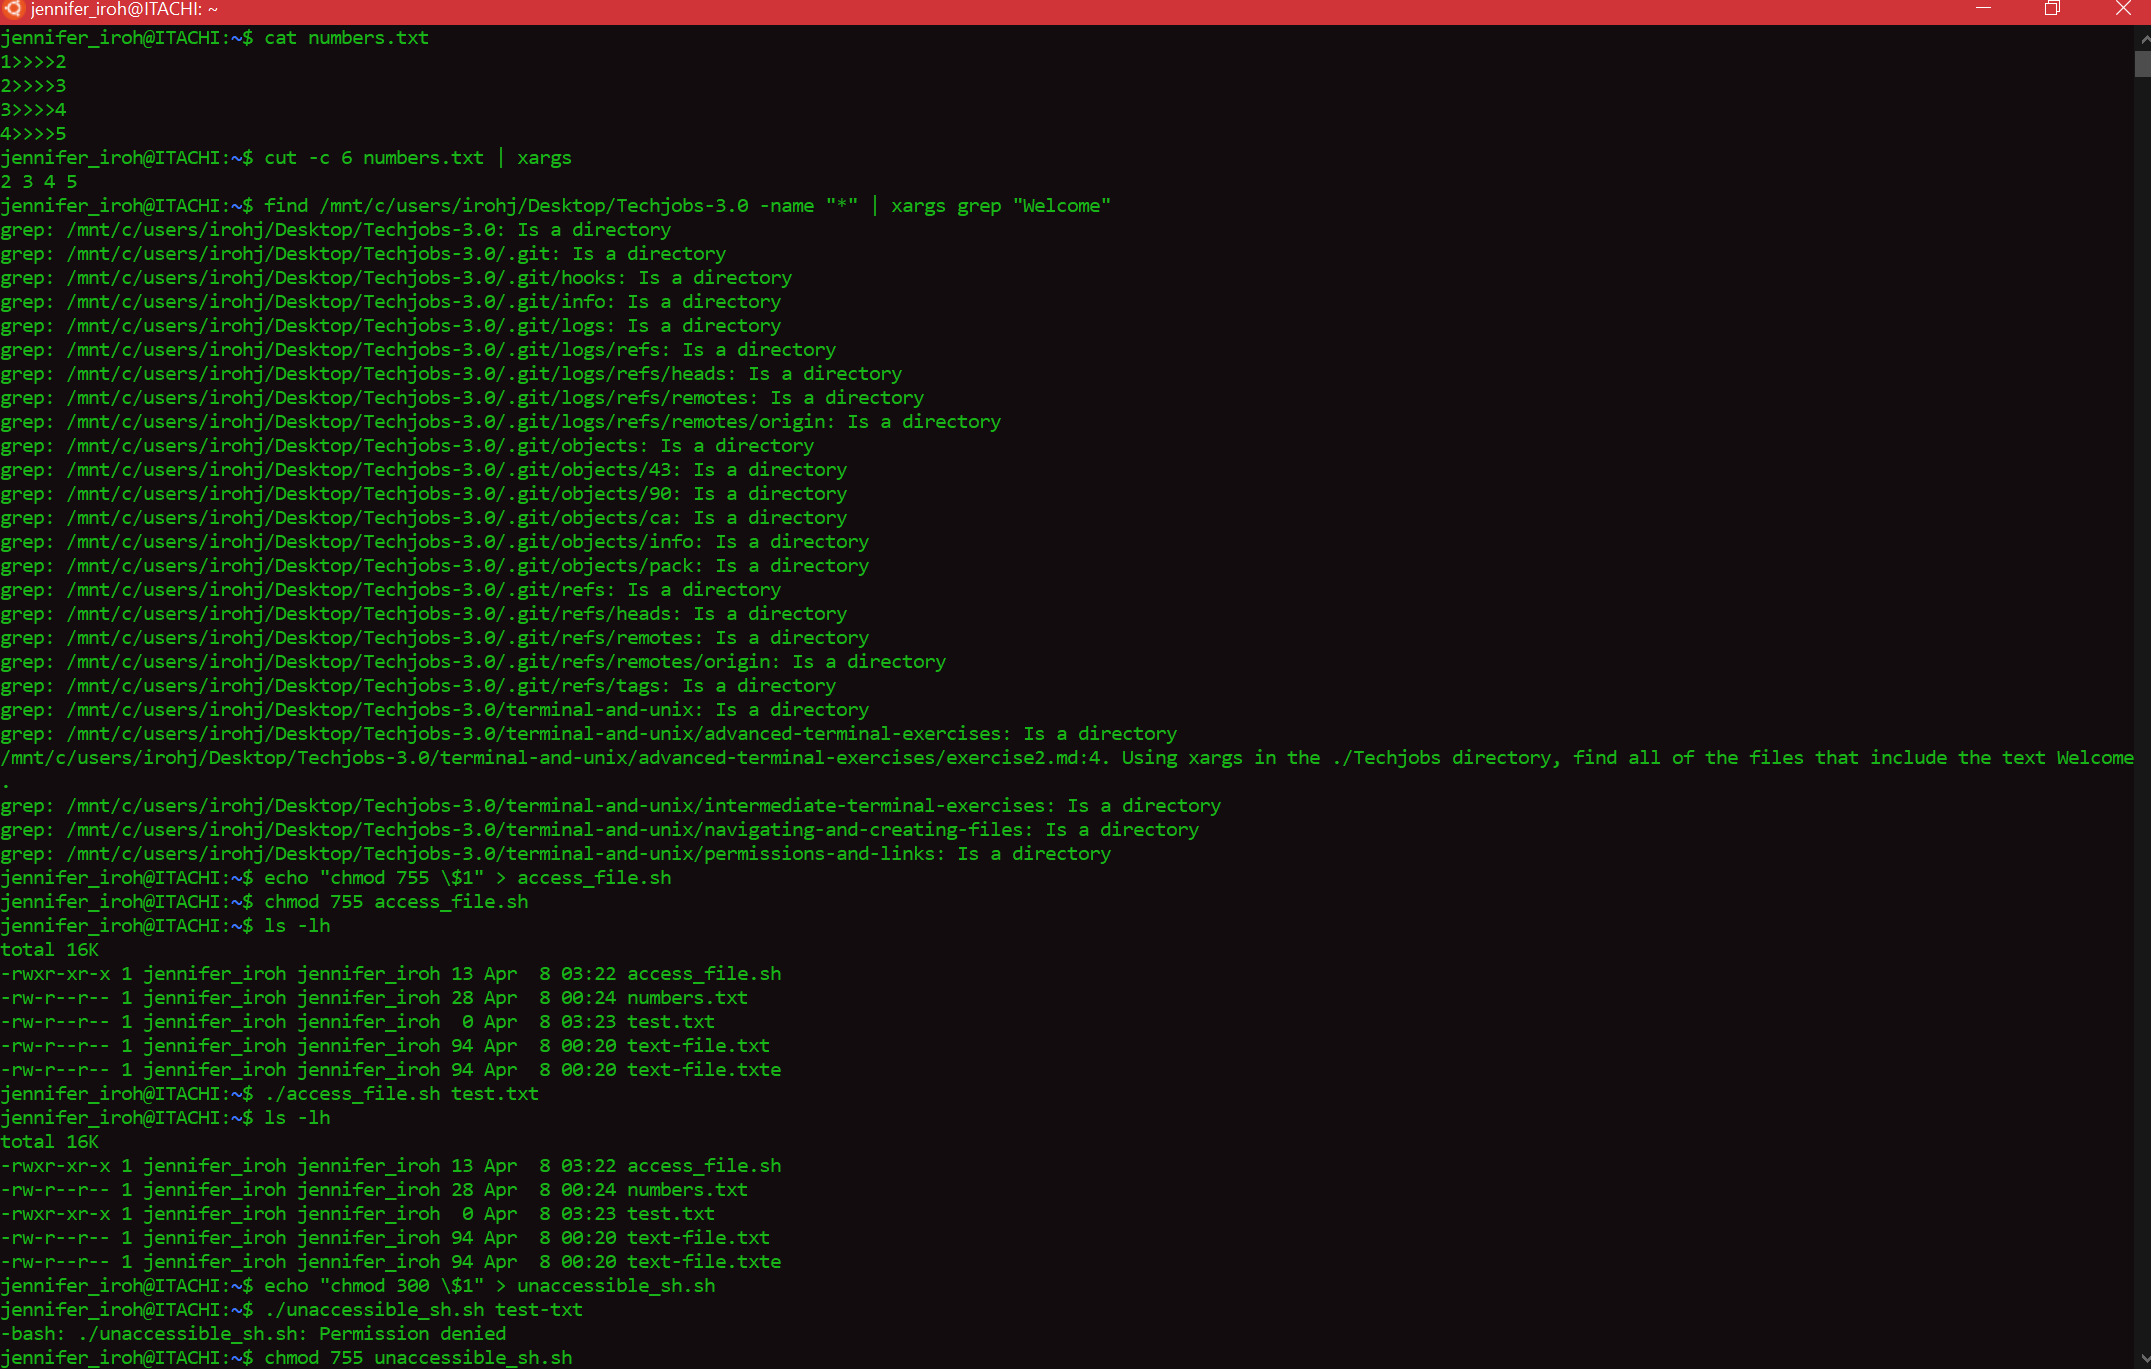 jennifer_iroh@ITACHI: ~
jennifer_iroh@ITACHI:~$ cat numbers.txt
1>>>>2
2>>>>3
3>>>>4
4>>>>5
jennifer_iroh@ITACHI:~$ cut -c 6 numbers.txt | xargs
2 3 4 5
jennifer_iroh@ITACHI:~$ find /mnt/c/users/irohj/Desktop/Techjobs-3.0 -name "*" | xargs grep "Welcome"
grep: /mnt/c/users/irohj/Desktop/Techjobs-3.0: Is a directory
grep: /mnt/c/users/irohj/Desktop/Techjobs-3.0/.git: Is a directory
grep: /mnt/c/users/irohj/Desktop/Techjobs-3.0/.git/hooks: Is a directory
grep: /mnt/c/users/irohj/Desktop/Techjobs-3.0/.git/info: Is a directory
grep: /mnt/c/users/irohj/Desktop/Techjobs-3.0/.git/logs: Is a directory
grep: /mnt/c/users/irohj/Desktop/Techjobs-3.0/.git/logs/refs: Is a directory
grep: /mnt/c/users/irohj/Desktop/Techjobs-3.0/.git/logs/refs/heads: Is a directory
grep: /mnt/c/users/irohj/Desktop/Techjobs-3.0/.git/logs/refs/remotes: Is a directory
grep: /mnt/c/users/irohj/Desktop/Techjobs-3.0/.git/logs/refs/remotes/origin: Is a directory
grep: /mnt/c/users/irohj/Desktop/Techjobs-3.0/.git/objects: Is a directory
grep: /mnt/c/users/irohj/Desktop/Techjobs-3.0/.git/objects/43: Is a directory
grep: /mnt/c/users/irohj/Desktop/Techjobs-3.0/.git/objects/90: Is a directory
grep: /mnt/c/users/irohj/Desktop/Techjobs-3.0/.git/objects/ca: Is a directory
grep: /mnt/c/users/irohj/Desktop/Techjobs-3.0/.git/objects/info: Is a directory
grep: /mnt/c/users/irohj/Desktop/Techjobs-3.0/.git/objects/pack: Is a directory
grep: /mnt/c/users/irohj/Desktop/Techjobs-3.0/.git/refs: Is a directory
grep: /mnt/c/users/irohj/Desktop/Techjobs-3.0/.git/refs/heads: Is a directory
grep: /mnt/c/users/irohj/Desktop/Techjobs-3.0/.git/refs/remotes: Is a directory
grep: /mnt/c/users/irohj/Desktop/Techjobs-3.0/.git/refs/remotes/origin: Is a directory
grep: /mnt/c/users/irohj/Desktop/Techjobs-3.0/.git/refs/tags: Is a directory
grep: /mnt/c/users/irohj/Desktop/Techjobs-3.0/terminal-and-unix: Is a directory
grep: /mnt/c/users/irohj/Desktop/Techjobs-3.0/terminal-and-unix/advanced-terminal-exercises: Is a directory
/mnt/c/users/irohj/Desktop/Techjobs-3.0/terminal-and-unix/advanced-terminal-exercises/exercise2.md:4. Using xargs in the ./Techjobs directory, find all of the files that include the text Welcome
.
grep: /mnt/c/users/irohj/Desktop/Techjobs-3.0/terminal-and-unix/intermediate-terminal-exercises: Is a directory
grep: /mnt/c/users/irohj/Desktop/Techjobs-3.0/terminal-and-unix/navigating-and-creating-files: Is a directory
grep: /mnt/c/users/irohj/Desktop/Techjobs-3.0/terminal-and-unix/permissions-and-links: Is a directory
jennifer_iroh@ITACHI:~$ echo "chmod 755 \$1" > access_file.sh
jennifer_iroh@ITACHI:~$ chmod 755 access_file.sh
jennifer_iroh@ITACHI:~$ ls -lh
total 16K
-rwxr-xr-x 1 jennifer_iroh jennifer_iroh 13 Apr  8 03:22 access_file.sh
-rw-r--r-- 1 jennifer_iroh jennifer_iroh 28 Apr  8 00:24 numbers.txt
-rw-r--r-- 1 jennifer_iroh jennifer_iroh  0 Apr  8 03:23 test.txt
-rw-r--r-- 1 jennifer_iroh jennifer_iroh 94 Apr  8 00:20 text-file.txt
-rw-r--r-- 1 jennifer_iroh jennifer_iroh 94 Apr  8 00:20 text-file.txte
jennifer_iroh@ITACHI:~$ ./access_file.sh test.txt
jennifer_iroh@ITACHI:~$ ls -lh
total 16K
-rwxr-xr-x 1 jennifer_iroh jennifer_iroh 13 Apr  8 03:22 access_file.sh
-rw-r--r-- 1 jennifer_iroh jennifer_iroh 28 Apr  8 00:24 numbers.txt
-rwxr-xr-x 1 jennifer_iroh jennifer_iroh  0 Apr  8 03:23 test.txt
-rw-r--r-- 1 jennifer_iroh jennifer_iroh 94 Apr  8 00:20 text-file.txt
-rw-r--r-- 1 jennifer_iroh jennifer_iroh 94 Apr  8 00:20 text-file.txte
jennifer_iroh@ITACHI:~$ echo "chmod 300 \$1" > unaccessible_sh.sh
jennifer_iroh@ITACHI:~$ ./unaccessible_sh.sh test-txt
-bash: ./unaccessible_sh.sh: Permission denied
jennifer_iroh@ITACHI:~$ chmod 755 unaccessible_sh.sh